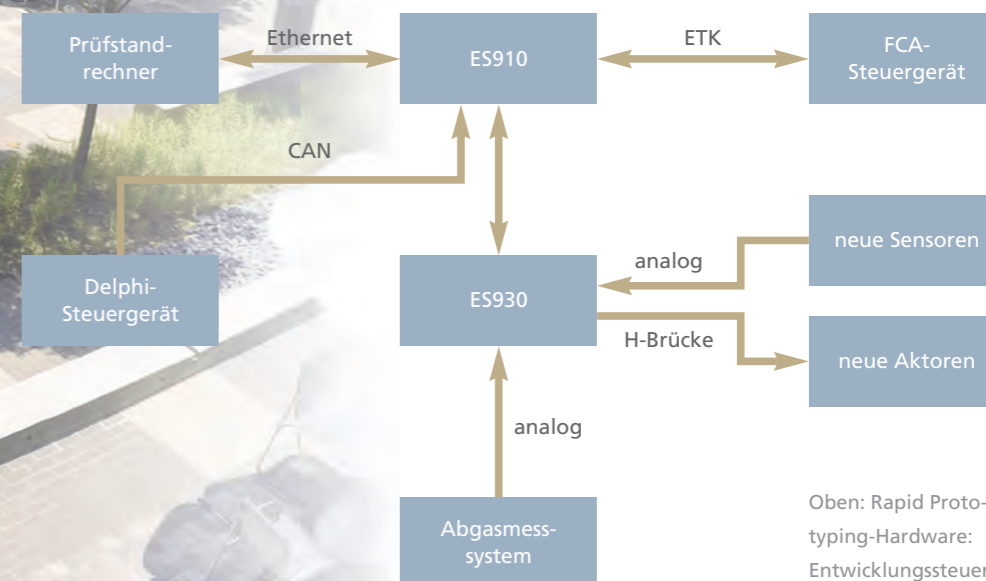 Prüfstand-
rechner
Ethernet
ES910
ETK
FCA-
Steuergerät
CAN
Delphi-
Steuergerät
ES930
analog
neue Sensoren
H-Brücke
neue Aktoren
analog
Abgasmess-
system
Oben: Rapid Proto-
typing-Hardware:
Entwicklungssteuer